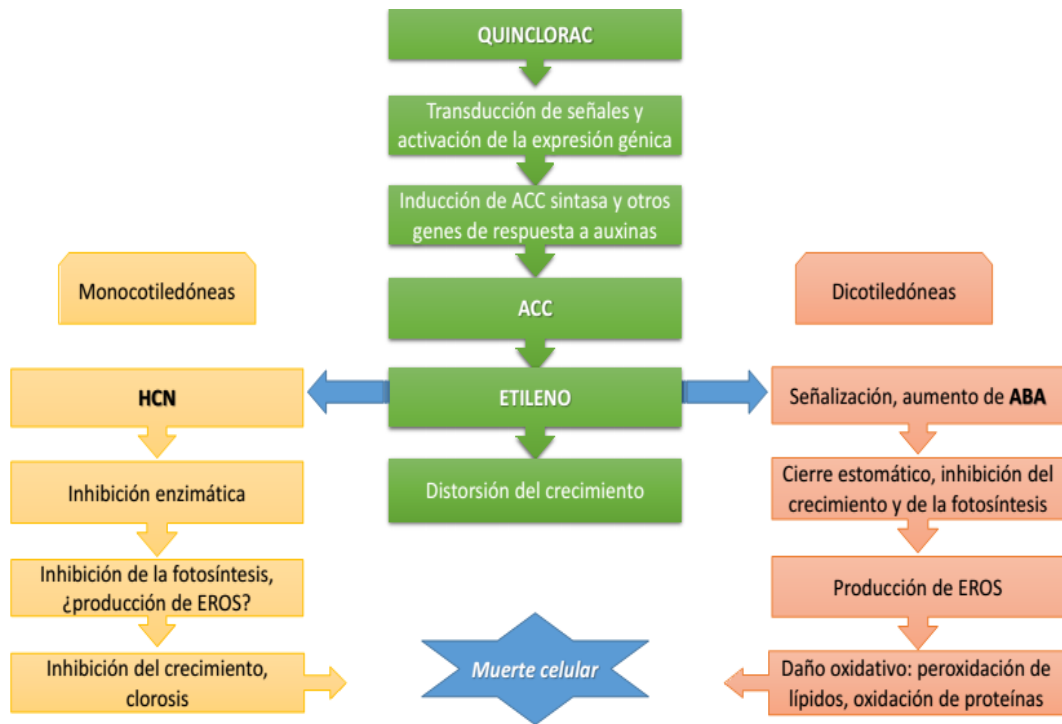 QUINCLORAC
Transducción de señales y
activación de la expresión génica
Inducción de ACC sintasa y otros
genes de respuesta a auxinas
Monocotiledóneas
ACC
Dicotiledóneas
HCN
ETILENO
Señalización, aumento de ABA
Inhibición enzimática
Distorsión del crecimiento
Cierre estomático, inhibición del
crecimiento y de la fotosíntesis
Inhibición de la fotosíntesis,
¿producción de EROS?
Producción de EROS
Inhibición del crecimiento,
clorosis
Muerte celular
Daño oxidativo: peroxidación de
lípidos, oxidación de proteínas